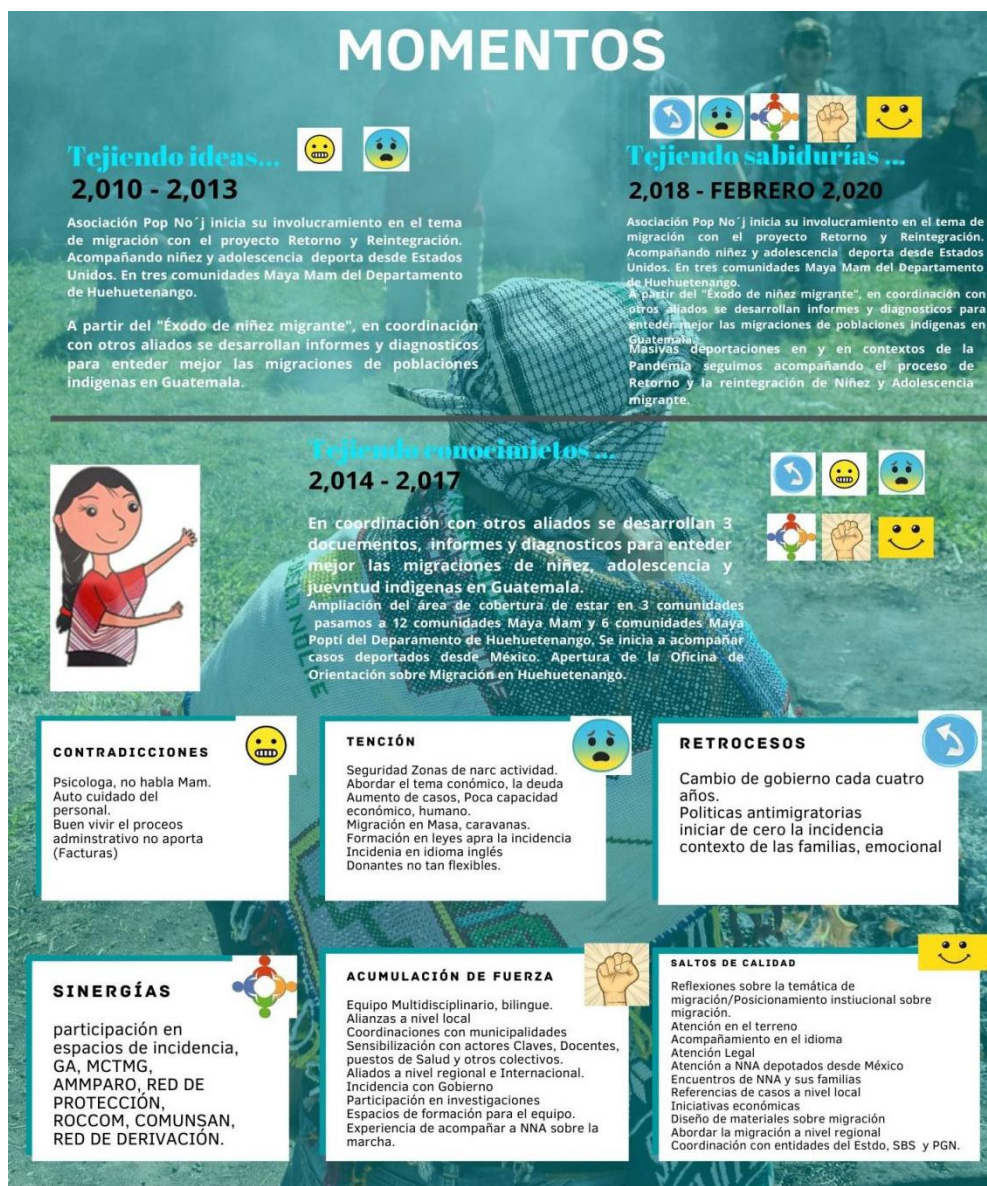 MOMENTOS
Tejiendo ideas...
2,010 - 2,013
Asociación Pop No´j inicia su involucramiento en el tema
de migración con el proyecto Retorno y Reintegración.
Acompañando niñez y adolescencia deporta desde Estados
Unidos. En tres comunidades Maya Mam del Departamento
de Huehuetenango.
A partir del "Éxodo de niñez migrante", en coordinación
con otros aliados se desarrollan informes y diagnosticos
para enteder mejor las migraciones de poblaciones
indigenas en Guatemala.
Tejiendo sabidurías ...
2,018 - FEBRERO 2,020
Asociación Pop No´j inicia su involucramiento en el tema de
migración con el proyecto Retorno y Reintegración.
Acompañando niñez y adolescencia deporta desde Estados
Unidos. En tres comunidades Maya Mam del Departamento
de Huehuetenango.
A partir del "Éxodo de niñez migrante", en coordinación con
otros aliados se desarrollan informes y diagnosticos para
enteder mejor las migraciones de poblaciones indigenas en
Guatemala.
Masivas deportaciones en y en contextos de la
Pandemia seguimos acompañando el proceso de
Retorno y la reintegración de Niñez y Adolescencia
migrante.
Tejiendo conocimietos ...
2,014 - 2,017
En coordinación con otros aliados se desarrollan 3
docuementos, informes y diagnosticos para enteder
mejor las migraciones de niñez, adolescencia y
juevntud indigenas en Guatemala.
Ampliación del área de cobertura de estar en 3 comunidades
pasamos a 12 comunidades Maya Mam y 6 comunidades Maya
Poptí del Deparamento de Huehuetenango. Se inicia a acompañar
casos deportados desde México. Apertura de la Oficina de
Orientación sobre Migración en Huehuetenango.
CONTRADICCIONES
Psicologa, no habla Mam.
Auto cuidado del
personal.
Buen vivir el proceos
adminstrativo no aporta
(Facturas)
TENCIÓN
Seguridad Zonas de narc actividad.
Abordar el tema conómico, la deuda
Aumento de casos, Poca capacidad
económico, humano.
Migración en Masa, caravanas.
Formación en leyes apra la incidencia
Incidenia en idioma inglés
Donantes no tan flexibles.
RETROCESOS
Cambio de gobierno cada cuatro
años.
Politicas antimigratorias
iniciar de cero la incidencia
contexto de las familias, emocional
SINERGÍAS
participación en
espacios de incidencia,
GA, MCTMG,
AMMPARO, RED DE
PROTECCIÓN,
ROCCOM, COMUNSAN,
RED DE DERIVACIÓN.
ACUMULACIÓN DE FUERZA
Equipo Multidisciplinario, bilingue.
Alianzas a nivel local
Coordinaciones con municipalidades
Sensibilización con actores Claves, Docentes,
puestos de Salud y otros colectivos.
Aliados a nivel regional e Internacional.
Incidencia con Gobierno
Participación en investigaciones
Espacios de formación para el equipo.
Experiencia de acompañar a NNA sobre la
marcha.
SALTOS DE CALIDAD
Reflexiones sobre la temática de
migración/Posicionamiento instiucional sobre
migración.
Atención en el terreno
Acompañamiento en el idioma
Atención Legal
Atención a NNA depotados desde México
Encuentros de NNA y sus familias
Referencias de casos a nivel local
Iniciativas económicas
Diseño de materiales sobre migración
Abordar la migración a nivel regional
Coordinación con entidades del Estdo, SBS y PGN.